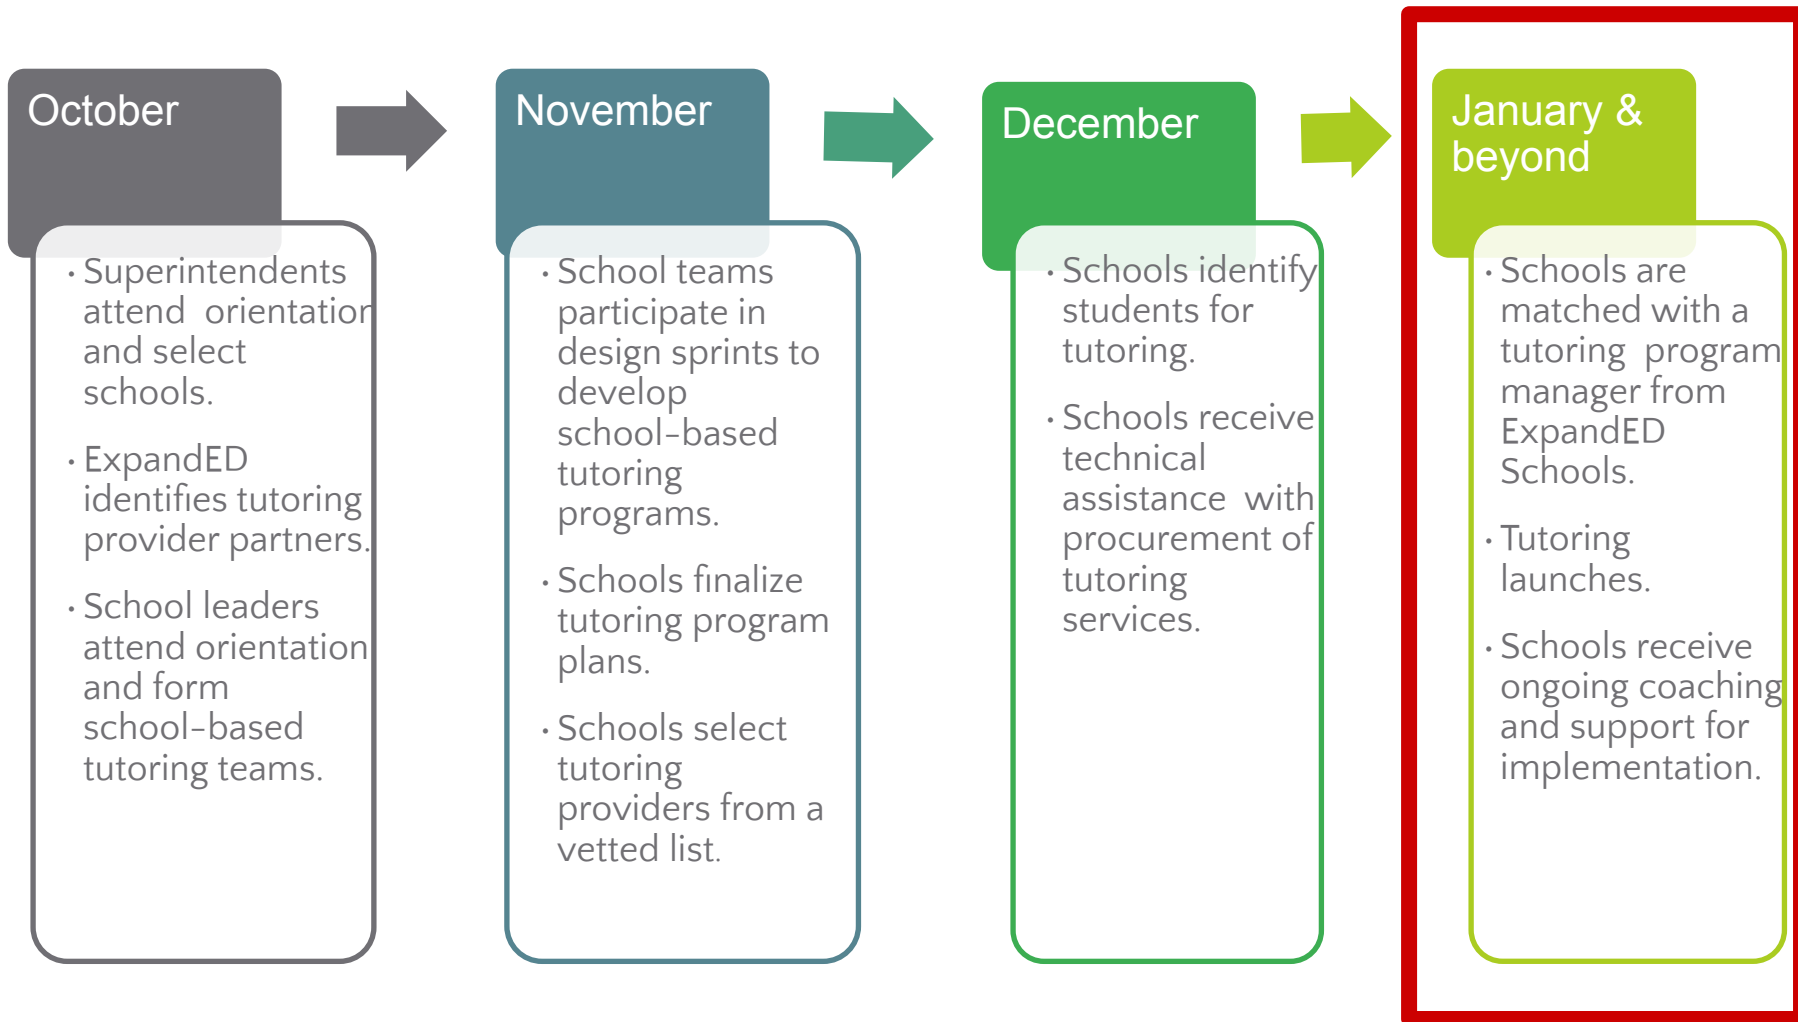 October
· Superintendents
attend orientation
and select
schools.
· ExpandED
identifies tutoring
provider partners.
· School leaders
attend orientation
and form
school-based
tutoring teams.
November
· School teams
participate in
design sprints to
develop
school-based
tutoring
programs.
· Schools finalize
tutoring program
plans.
· Schools select
tutoring
providers from a
vetted list.
December
· Schools identify
students for
tutoring.
· Schools receive
technical
assistance with
procurement of
tutoring
services.
January &
beyond
· Schools are
matched with a
tutoring program
manager from
ExpandED
Schools.
· Tutoring
launches.
· Schools receive
ongoing coaching
and support for
implementation.